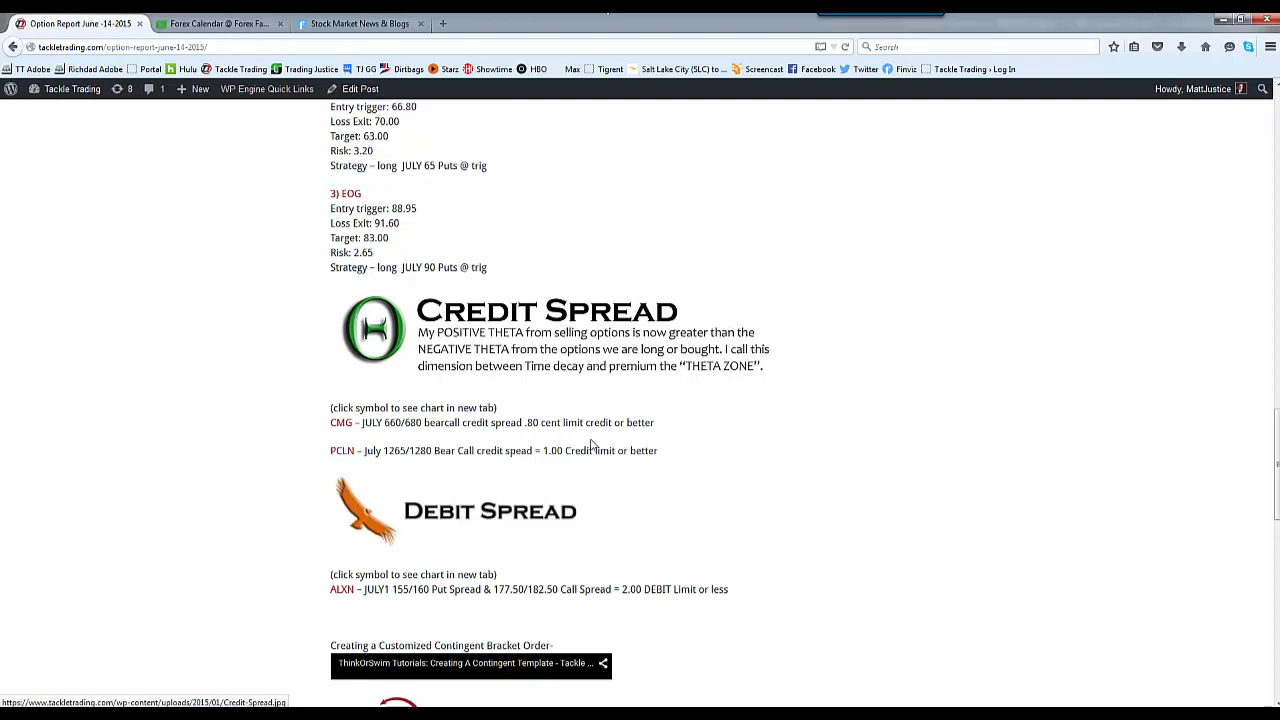 Option Report June -14-2015
Forex Calendar @ Forex Fa...
Stock Market News & Blogs
tackletrading.com/option-report-june-14-2015/
Search
TT Adobe Richdad Adobe Portal Hulu Tackle Trading Trading Justice TJ GG Dirtbags Starz Showtime HBO Max Tigrent Salt Lake City (SLC) to ... Screencast Facebook Twitter Finviz Tackle Trading › Log In
Tackle Trading 8 1 New WP Engine Quick Links Edit Post Howdy, MattJustice
Entry trigger: 66.80
Loss Exit: 70.00
Target: 63.00
Risk: 3.20
Strategy – long JULY 65 Puts @ trig
3) EOG
Entry trigger: 88.95
Loss Exit: 91.60
Target: 83.00
Risk: 2.65
Strategy – long JULY 90 Puts @ trig
CREDIT SPREAD
My POSITIVE THETA from selling options is now greater than the
NEGATIVE THETA from the options we are long or bought. I call this
dimension between Time decay and premium the “THETA ZONE”.
(click symbol to see chart in new tab)
CMG – JULY 660/680 bearcall credit spread .80 cent limit credit or better
PCLN – July 1265/1280 Bear Call credit spead = 1.00 Credit limit or better
DEBIT SPREAD
(click symbol to see chart in new tab)
ALXN – JULY1 155/160 Put Spread & 177.50/182.50 Call Spread = 2.00 DEBIT Limit or less
Creating a Customized Contingent Bracket Order-
ThinkOrSwim Tutorials: Creating A Contingent Template - Tackle ...
https://www.tackletrading.com/wp-content/uploads/2015/01/Credit-Spread.jpg